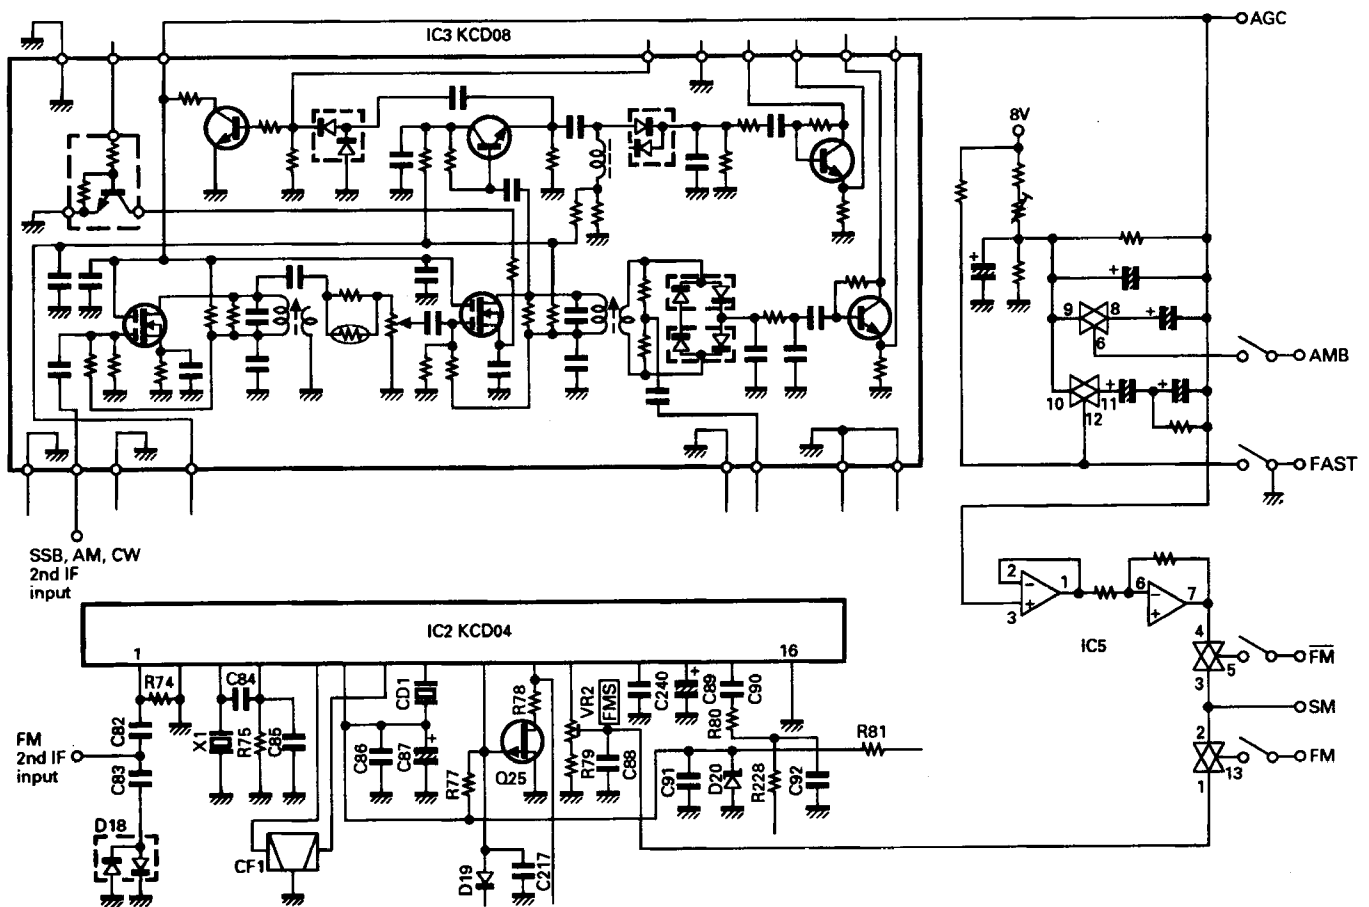 IC3 KCD08
AGC
8V
+
+
9
8
+
6
AMB
+
+
10
11
12
FAST
SSB, AM, CW
2nd IF
input
2
−
1
6
−
7
3
+
+
IC5
4
5
FM
3
SM
2
FM
13
1
IC2 KCD04
1
16
R74
C84
CD1
R78
VR2
FMS
C240
+
C89
C90
C82
FM
2nd IF
input
X1
R75
C85
C86
C87
+
R77
Q25
R79
C88
R80
R81
C83
C91
D20
R228
C92
D18
CF1
D19
C217